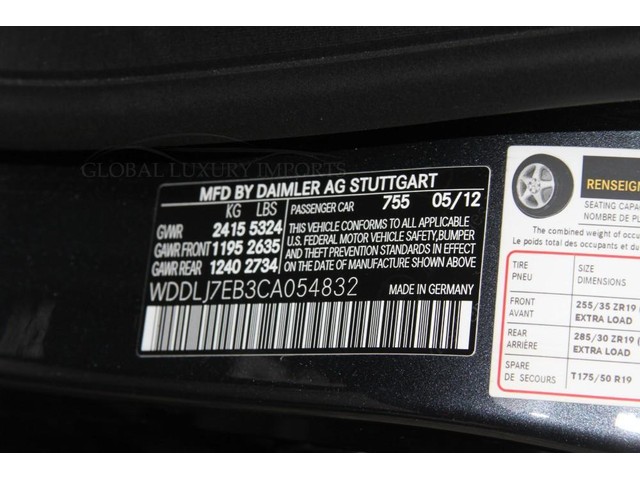 GLOBAL LUXURY IMPORTS
MFD BY DAIMLER AG STUTTGART
KG LBS
GVWR 2415 5324
GAWR FRONT 1195 2635
GAWR REAR 1240 2734
PASSENGER CAR 755 05/12
THIS VEHICLE CONFORMS TO ALL APPLICABLE
U.S. FEDERAL MOTOR VEHICLE SAFETY, BUMPER
AND THEFT PREVENTION STANDARDS IN EFFECT
ON THE DATE OF MANUFACTURE SHOWN ABOVE.
WDDLJ7EB3CA054832 MADE IN GERMANY
SEATING CAPAC
NOMBRE DE PL
The combined weight of occu
Le poids total des occupants et du
TIRE SIZE
PNEU DIMENSIONS
FRONT 255/35 ZR19
AVANT EXTRA LOAD
REAR 285/30 ZR19 (
ARRIÈRE EXTRA LOAD
SPARE T175/50 R19
DE SECOURS